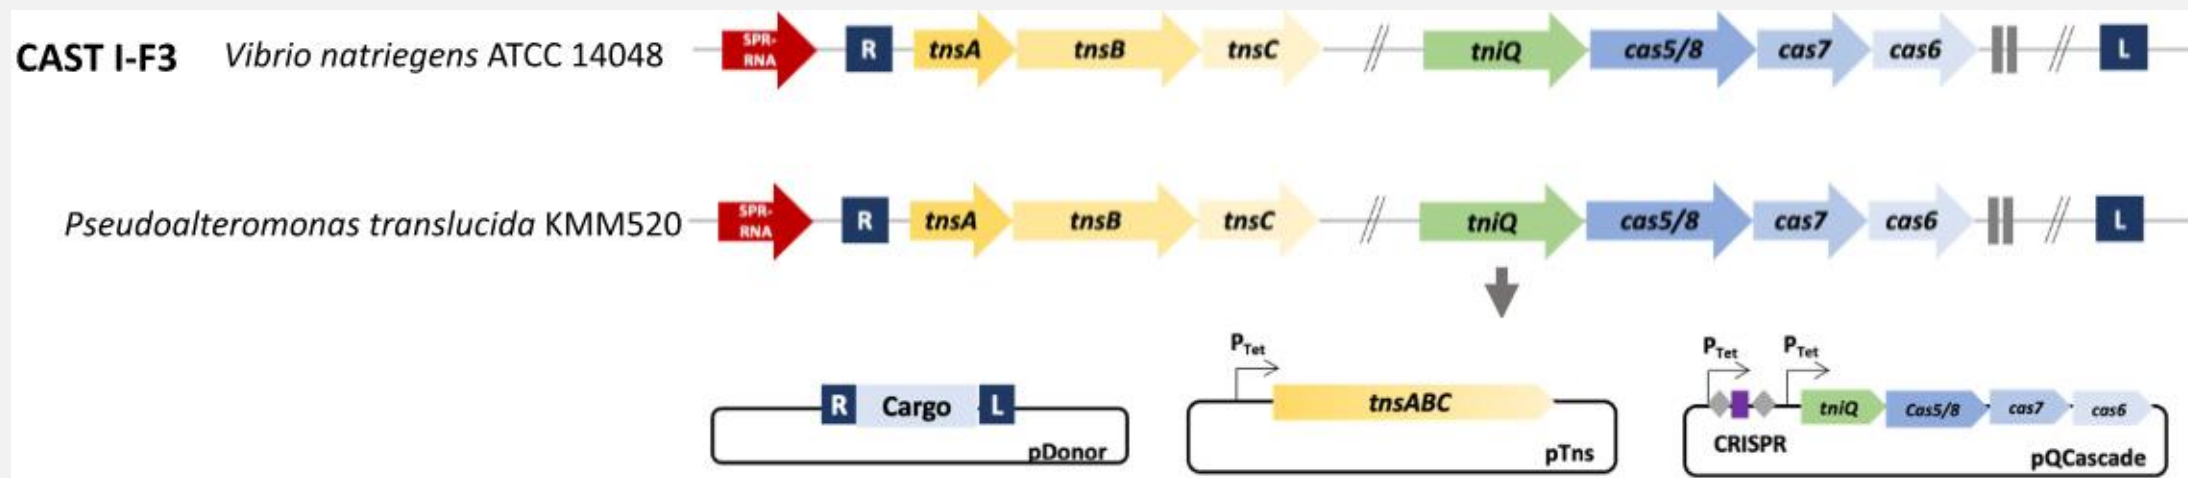 CAST I-F3 Vibrio natriegens ATCC 14048 SPR-RNA R tnsA tnsB tnsC tniQ cas5/8 cas7 cas6 L
Pseudoalteromonas translucida KMM520 SPR-RNA R tnsA tnsB tnsC tniQ cas5/8 cas7 cas6 L
PTet PTet PTet
R Cargo L tnsABC tniQ Cas5/8 cas7 cas6
CRISPR
pDonor pTns pQCascade